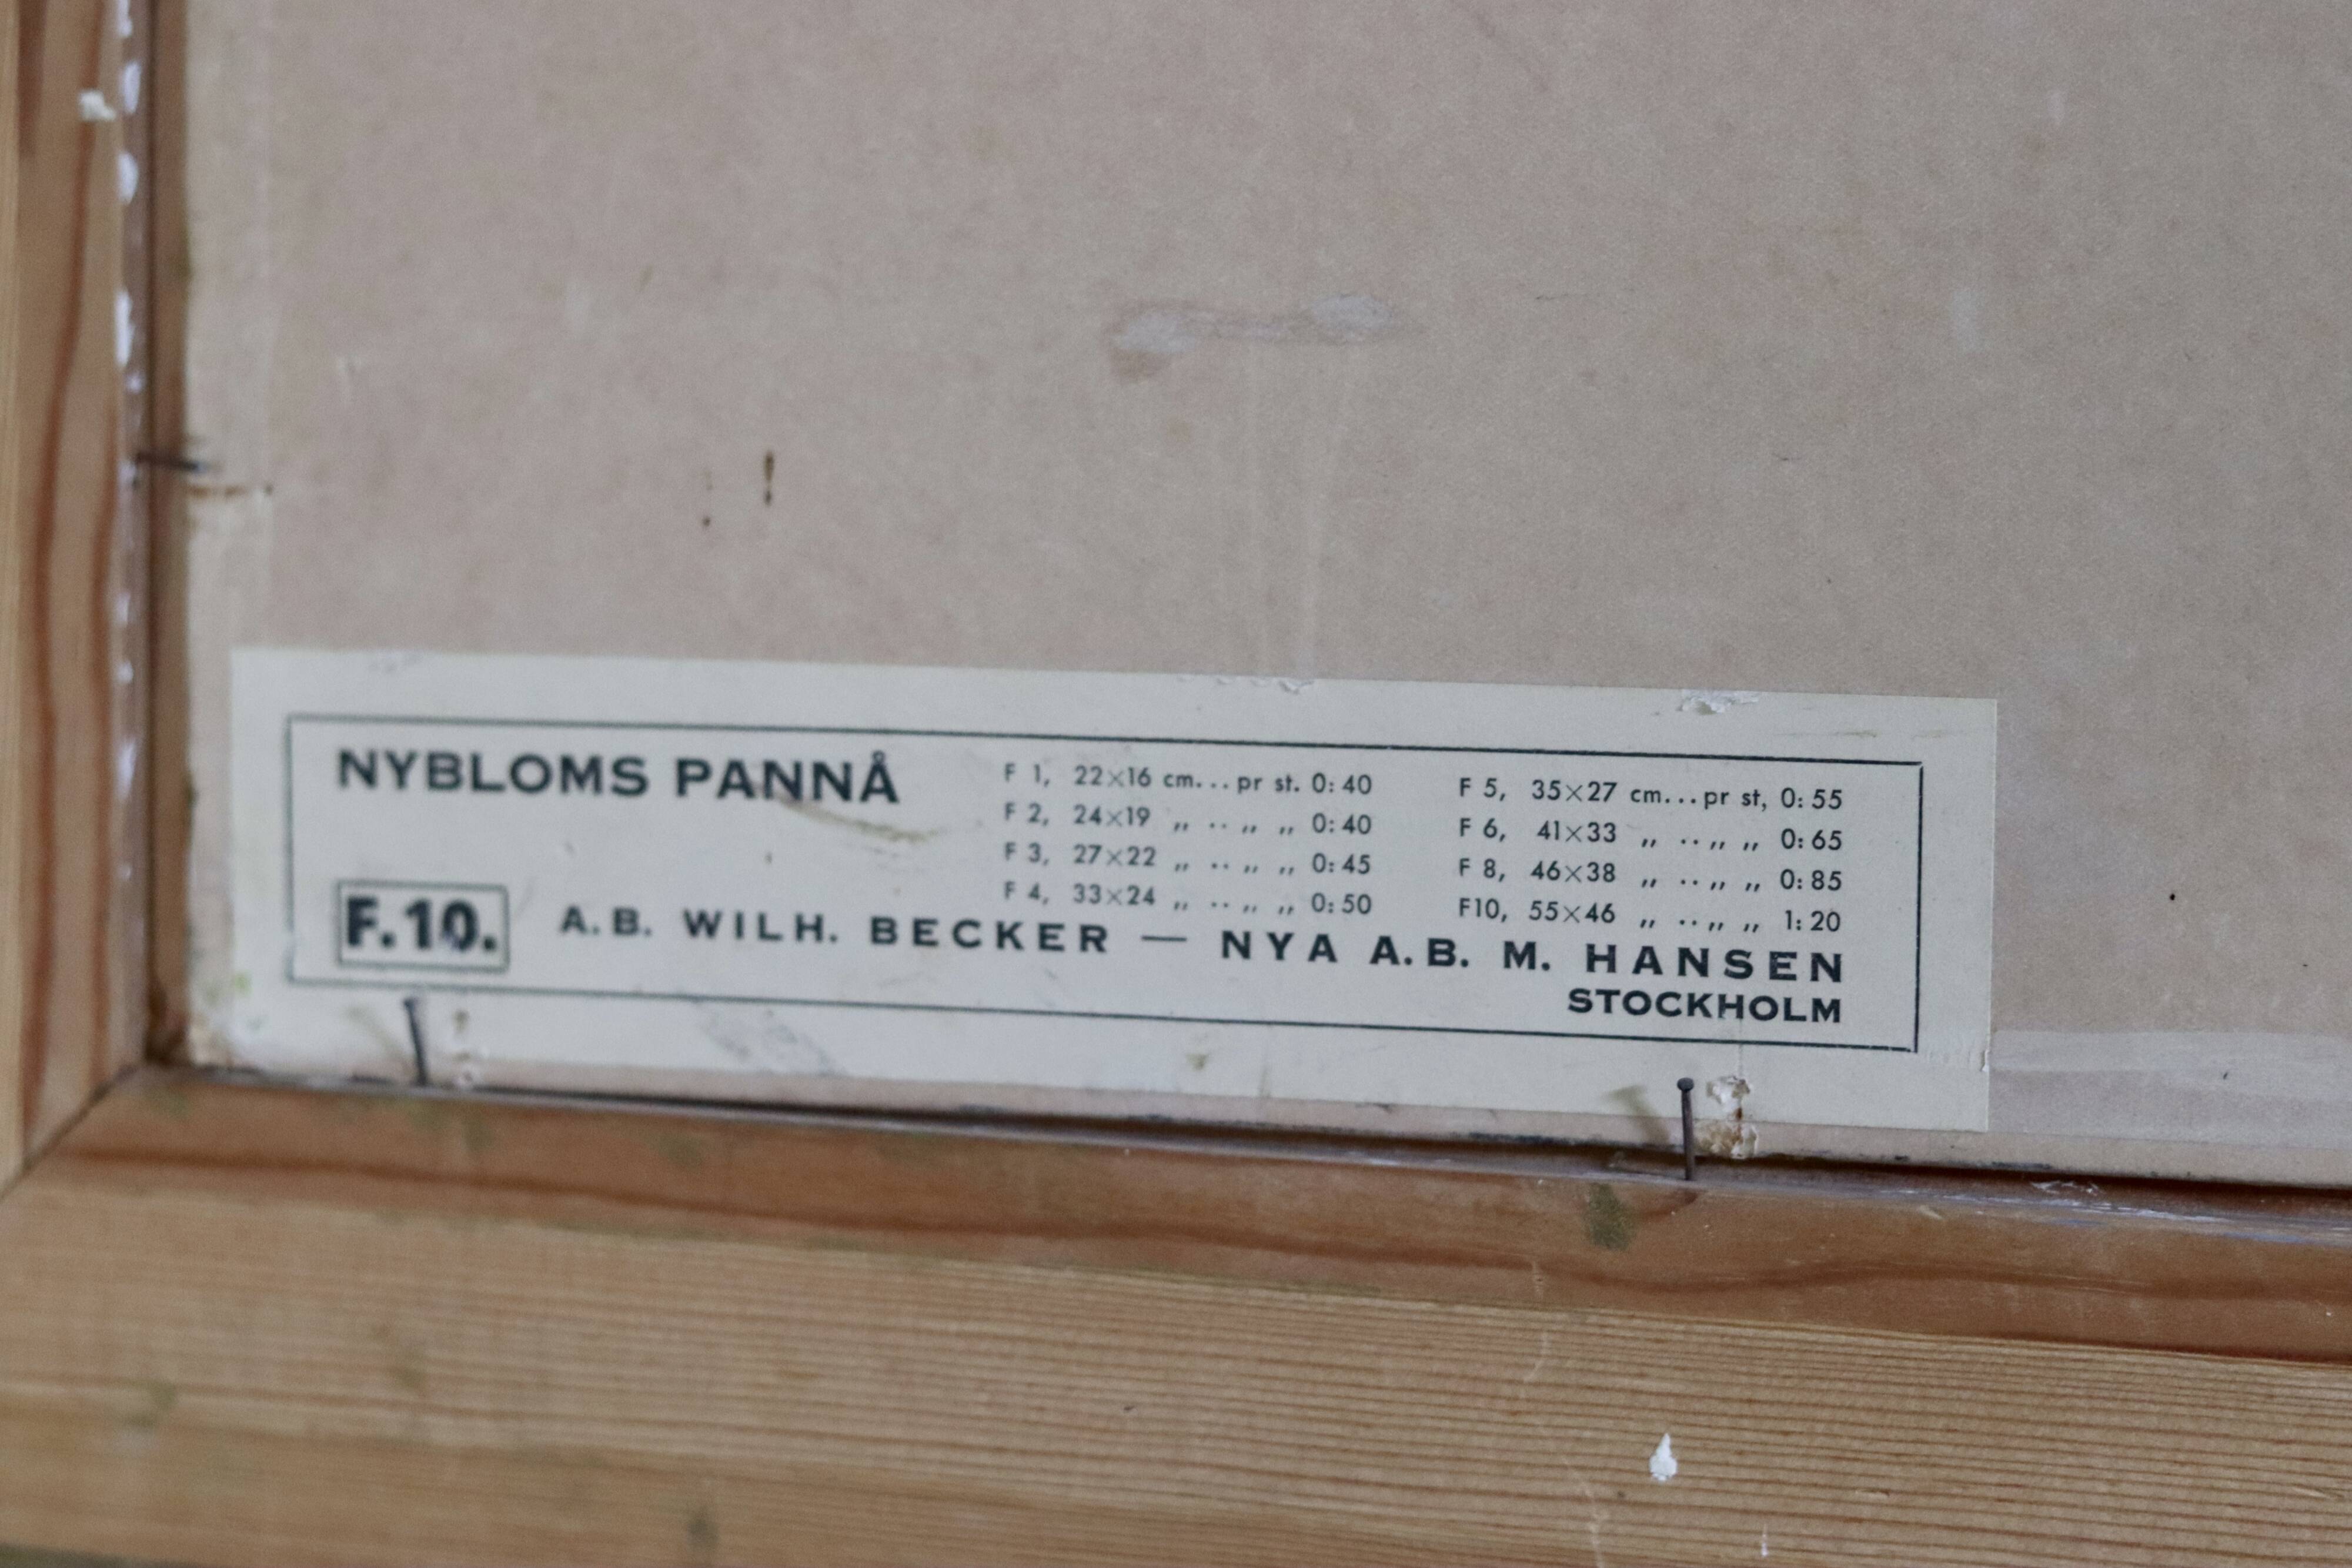 NYBLOMS PANNÅ
F 1, 22×16 cm... pr st. 0:40
F 2, 24×19 „ .. „ „ 0:40
F 3, 27×22 „ .. „ „ 0:45
F 4, 33×24 „ .. „ „ 0:50
F 5, 35×27 cm... pr st, 0:55
F 6, 41×33 „ .. „ „ 0:65
F 8, 46×38 „ .. „ „ 0:85
F10, 55×46 „ .. „ „ 1:20
F.10.
A.B. WILH. BECKER — NYA A.B. M. HANSEN
STOCKHOLM